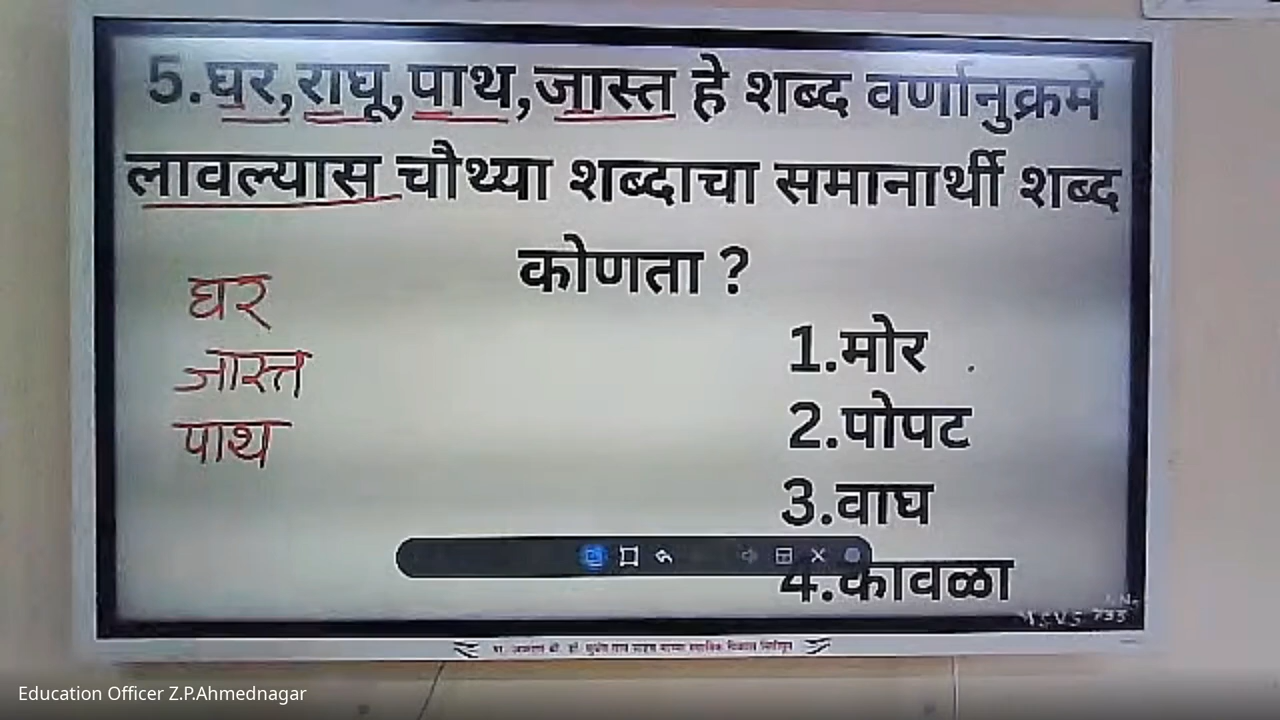 5.घर,राघू,पाथ,जास्त हे शब्द वर्णानुक्रमे
लावल्यास चौथ्या शब्दाचा समानार्थी शब्द
कोणता ?
घर
जास्त
पाथ
1.मोर
2.पोपट
3.वाघ
4.कावळा
Education Officer Z.P.Ahmednagar